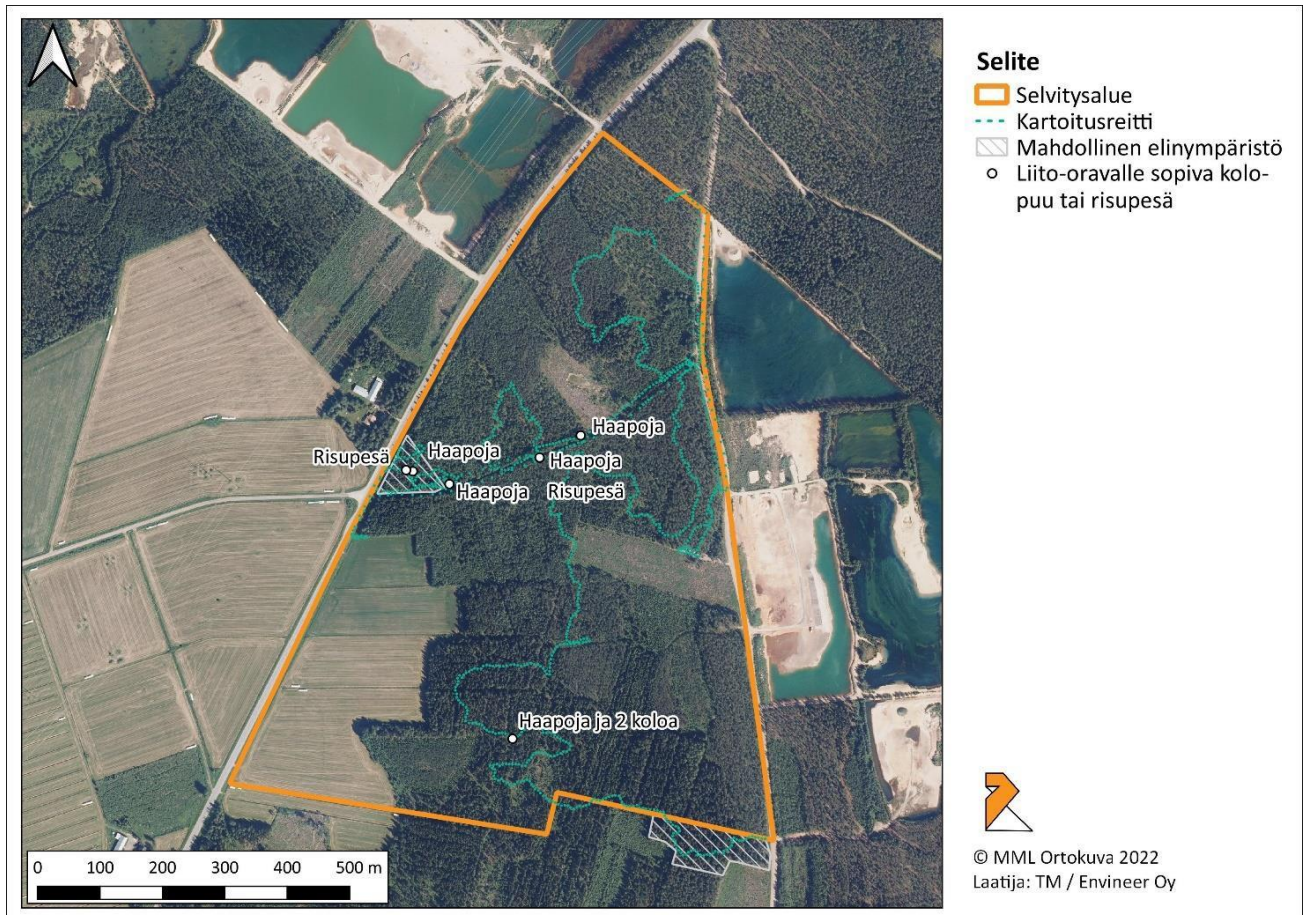 Selite
Selvitysalue
Kartoitusreitti
Mahdollinen elinympäristö
Liito-oravalle sopiva kolo-
puu tai risupesä
Haapoja
Risupesä
Haapoja
Haapoja
Haapoja
Risupesä
Haapoja ja 2 koloa
0 100 200 300 400 500 m
© MML Ortokuva 2022
Laatija: TM / Envineer Oy